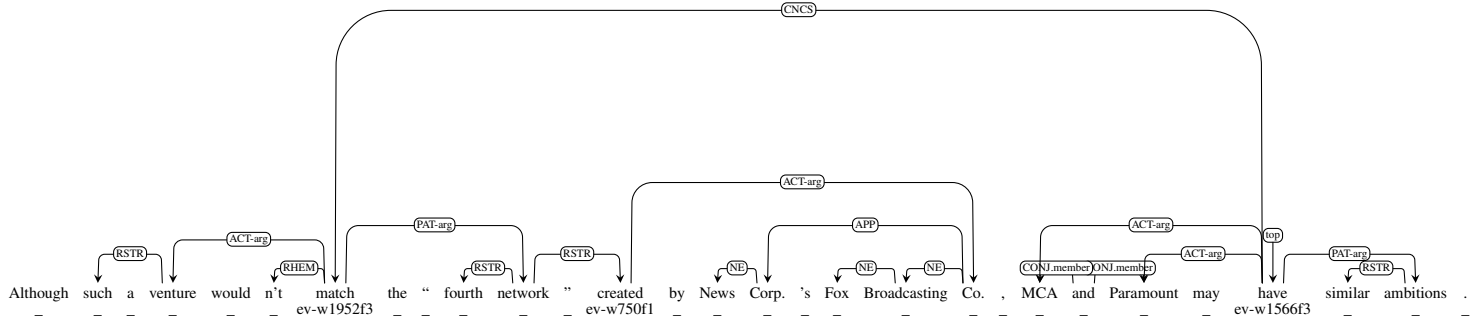 CNCS
ACT-arg
PAT-arg APP ACT-arg
ACT-arg top
RSTR RSTR ACT-arg PAT-arg
RHEM RSTR NE NE NE CONJ.member ONJ.member RSTR
Although such a venture would n't match the “ fourth network ” created by News Corp. 's Fox Broadcasting Co. , MCA and Paramount may have similar ambitions .
_ _ _ _ _ _ ev-w1952f3 _ _ _ _ _ ev-w750f1 _ _ _ _ _ _ _ _ _ _ _ _ ev-w1566f3 _ _ _